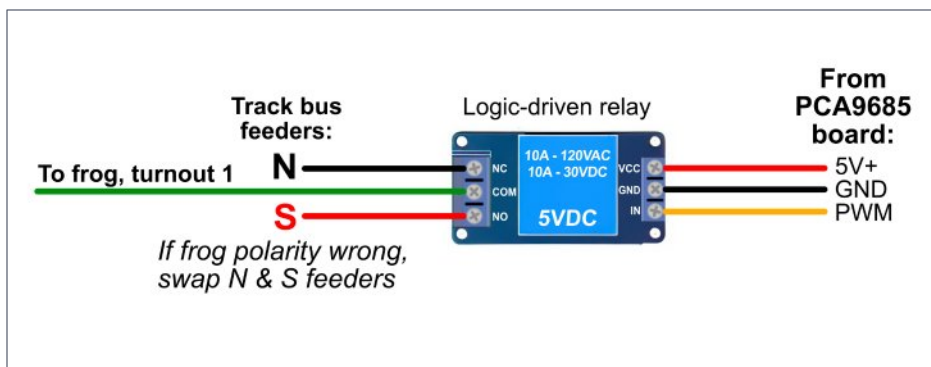 Track bus
feeders:
N
To frog, turnout 1
S
If frog polarity wrong,
swap N & S feeders
Logic-driven relay
NC
COM
NO
10A - 120VAC
10A - 30VDC
5VDC
VCC
GND
IN
From
PCA9685
board:
5V+
GND
PWM